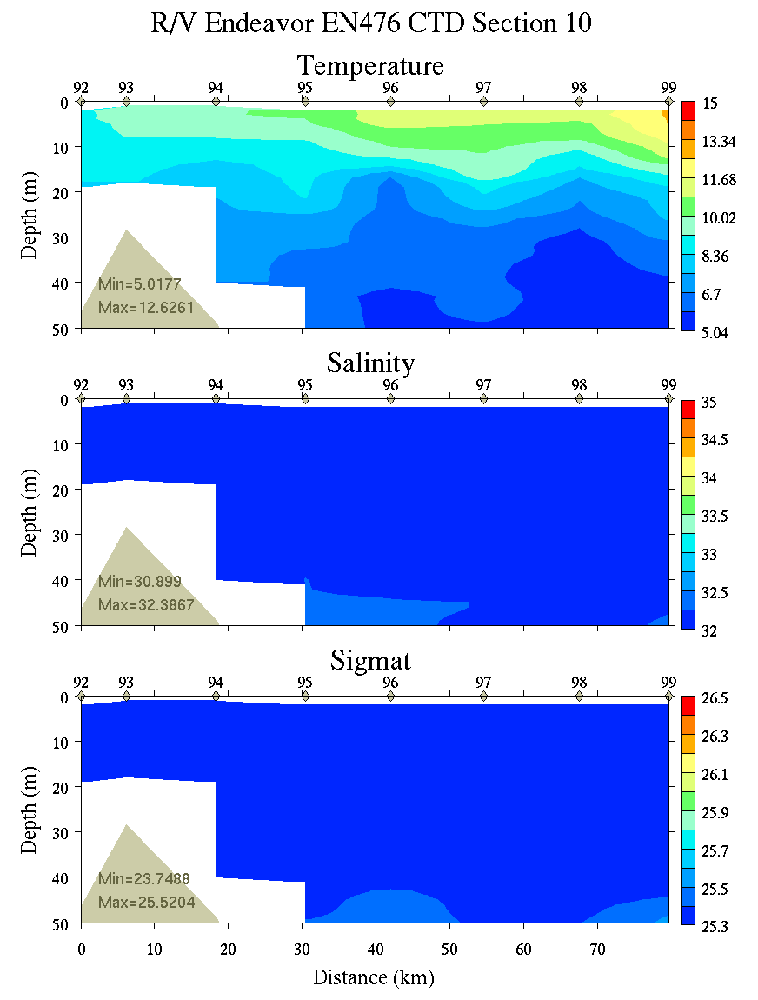 R/V Endeavor EN476 CTD Section 10
Temperature
92 93 94 95 96 97 98 99
0
10
20
30
40
50
Depth (m)
Min=5.0177
Max=12.6261
15
13.34
11.68
10.02
8.36
6.7
5.04
Salinity
92 93 94 95 96 97 98 99
0
10
20
30
40
50
Depth (m)
Min=30.899
Max=32.3867
35
34.5
34
33.5
33
32.5
32
Sigmat
92 93 94 95 96 97 98 99
0
10
20
30
40
50
Depth (m)
Min=23.7488
Max=25.5204
26.5
26.3
26.1
25.9
25.7
25.5
25.3
0 10 20 30 40 50 60 70
Distance (km)